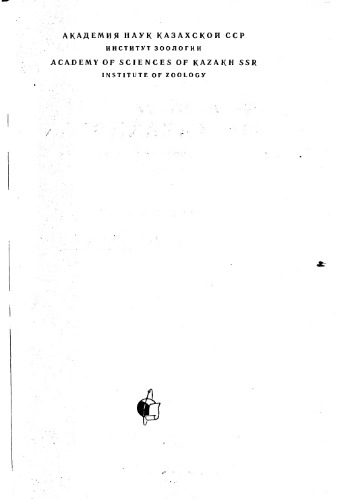 АКАДЕМИЯ НАУК КАЗАХСКОЙ ССР
ИНСТИТУТ ЗООЛОГИИ
ACADEMY OF SCIENCES OF KAZAKH SSR
INSTITUTE OF ZOOLOGY